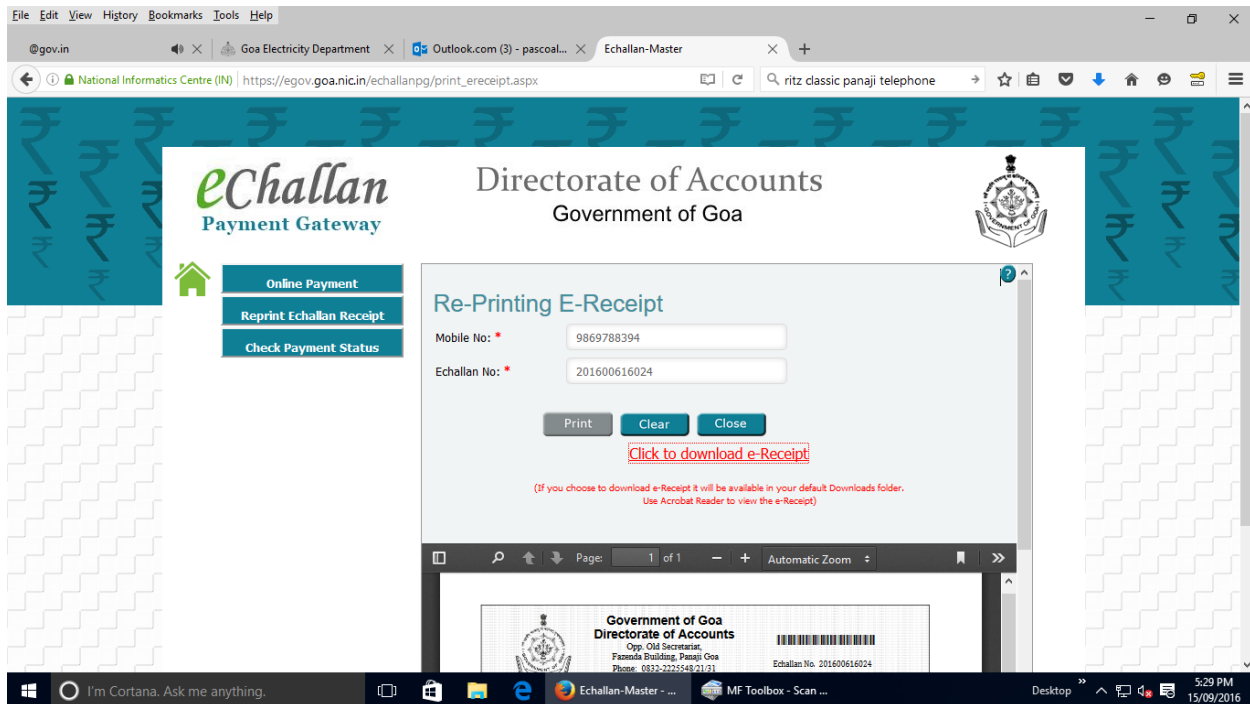 File Edit View History Bookmarks Tools Help
@gov.in Goa Electricity Department Outlook.com (3) - pascoal... Echallan-Master
National Informatics Centre (IN) https://egov.goa.nic.in/echallanpg/print_ereceipt.aspx ritz classic panaji telephone
eChallan
Payment Gateway
Directorate of Accounts
Government of Goa
GOVERNMENT OF GOA
Online Payment
Reprint Echallan Receipt
Check Payment Status
Re-Printing E-Receipt
Mobile No: * 9869788394
Echallan No: * 201600616024
Print Clear Close
Click to download e-Receipt
(If you choose to download e-Receipt it will be available in your default Downloads folder.
Use Acrobat Reader to view the e-Receipt)
Page: 1 of 1 Automatic Zoom
Government of Goa
Directorate of Accounts
Opp. Old Secretariat,
Fazenda Building, Panaji Goa
Phone: 0832-2225548/21/31
Echallan No. 201600616024
I'm Cortana. Ask me anything. Echallan-Master - ... MF Toolbox - Scan ... Desktop
5:29 PM
15/09/2016